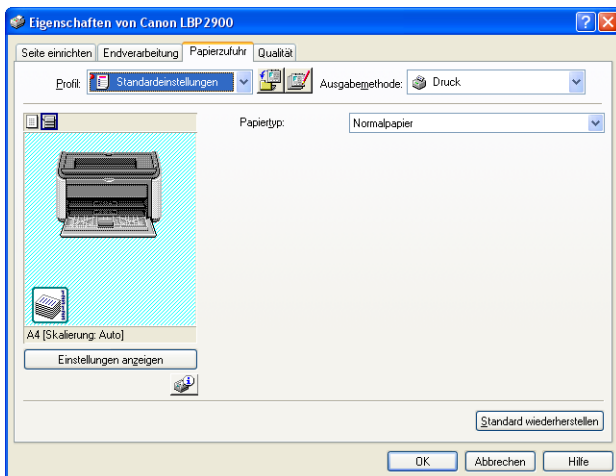 Eigenschaften von Canon LBP2900
Seite einrichten Endverarbeitung Papierzufuhr Qualität
Profil: Standardeinstellungen Ausgabemethode: Druck
Papiertyp: Normalpapier
A4 [Skalierung: Auto]
Einstellungen anzeigen
Standard wiederherstellen
OK Abbrechen Hilfe